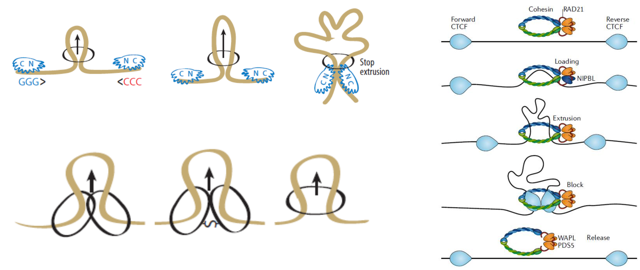 C N
N C
GGG>
<CCC
C N
N C
C N
N C
Stop
extrusion
Forward
CTCF
Cohesin
RAD21
Reverse
CTCF
Loading
NIPBL
Extrusion
Block
WAPL
PDS5
Release